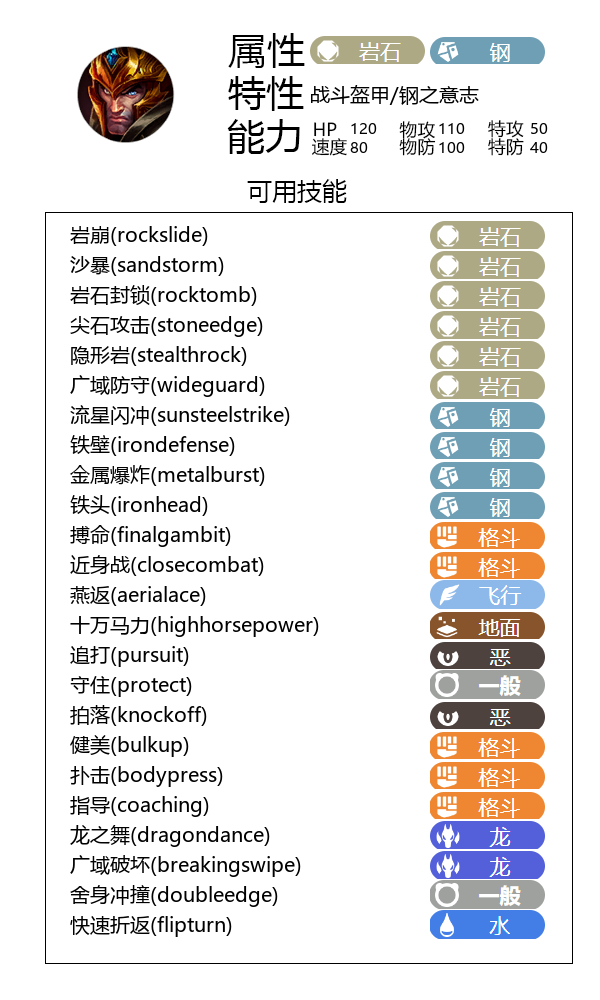 属性 岩石 钢
特性 战斗盔甲/钢之意志
能力 HP 120 物攻 110 特攻 50
速度 80 物防 100 特防 40
可用技能
岩崩(rockslide) 岩石
沙暴(sandstorm) 岩石
岩石封锁(rocktomb) 岩石
尖石攻击(stoneedge) 岩石
隐形岩(stealthrock) 岩石
广域防守(wideguard) 岩石
流星闪冲(sunsteelstrike) 钢
铁壁(irondefense) 钢
金属爆炸(metalburst) 钢
铁头(ironhead) 钢
搏命(finalgambit) 格斗
近身战(closecombat) 格斗
燕返(aerialace) 飞行
十万马力(highhorsepower) 地面
追打(pursuit) 恶
守住(protect) 一般
拍落(knockoff) 恶
健美(bulkup) 格斗
扑击(bodypress) 格斗
指导(coaching) 格斗
龙之舞(dragondance) 龙
广域破坏(breakingswipe) 龙
舍身冲撞(doubleedge) 一般
快速折返(flipturn) 水